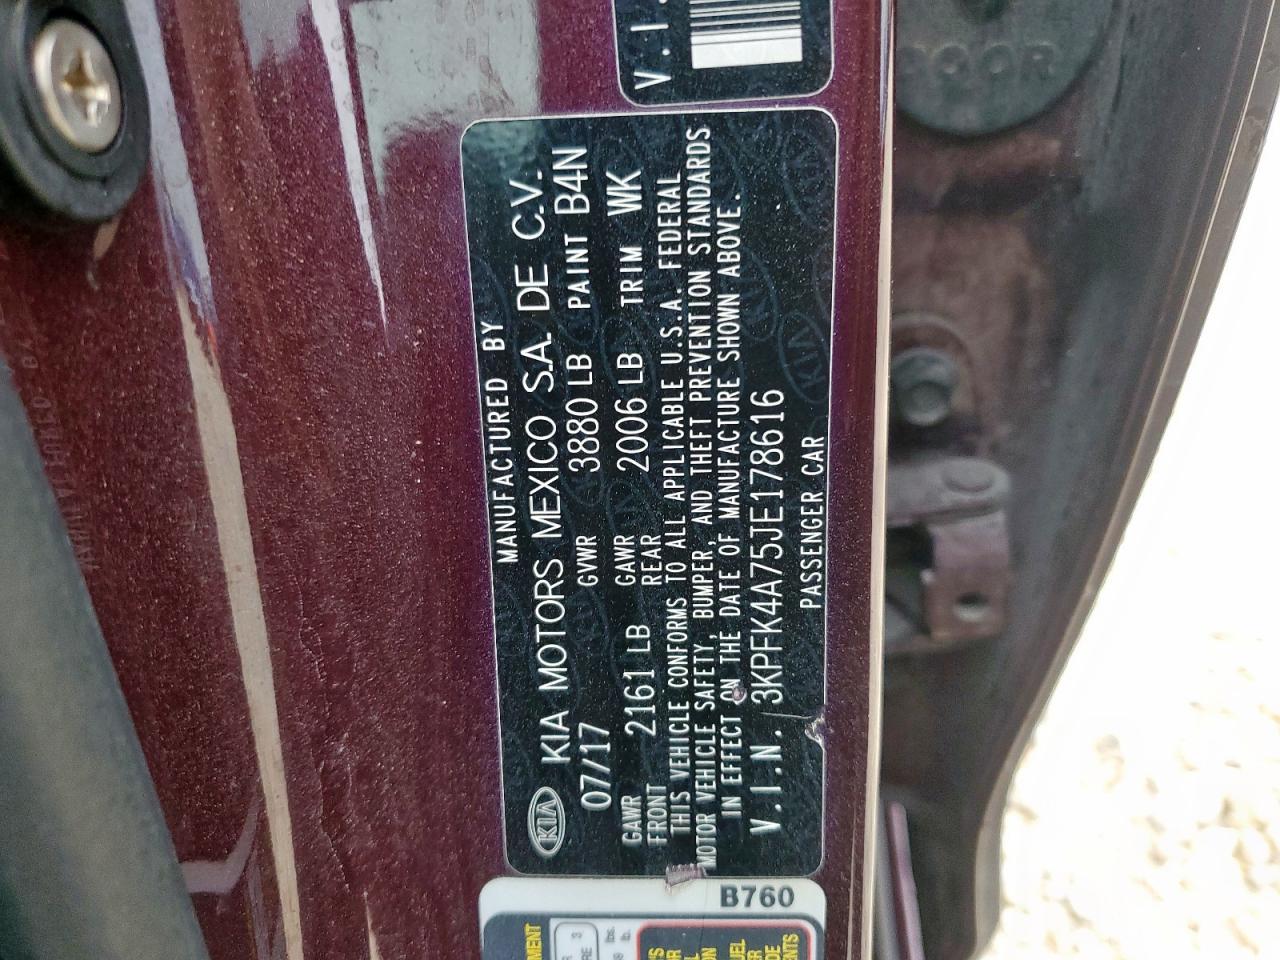 MANUFACTURED BY
KIA KIA MOTORS MEXICO S.A. DE C.V.
07/17 GVWR 3880 LB PAINT B4N
GAWR FRONT 2161 LB GAWR REAR 2006 LB TRIM WK
THIS VEHICLE CONFORMS TO ALL APPLICABLE U.S.A. FEDERAL
MOTOR VEHICLE SAFETY, BUMPER, AND THEFT PREVENTION STANDARDS
IN EFFECT ON THE DATE OF MANUFACTURE SHOWN ABOVE.
V.I.N. 3KPFK4A75JE178616
PASSENGER CAR
V.I.
B760